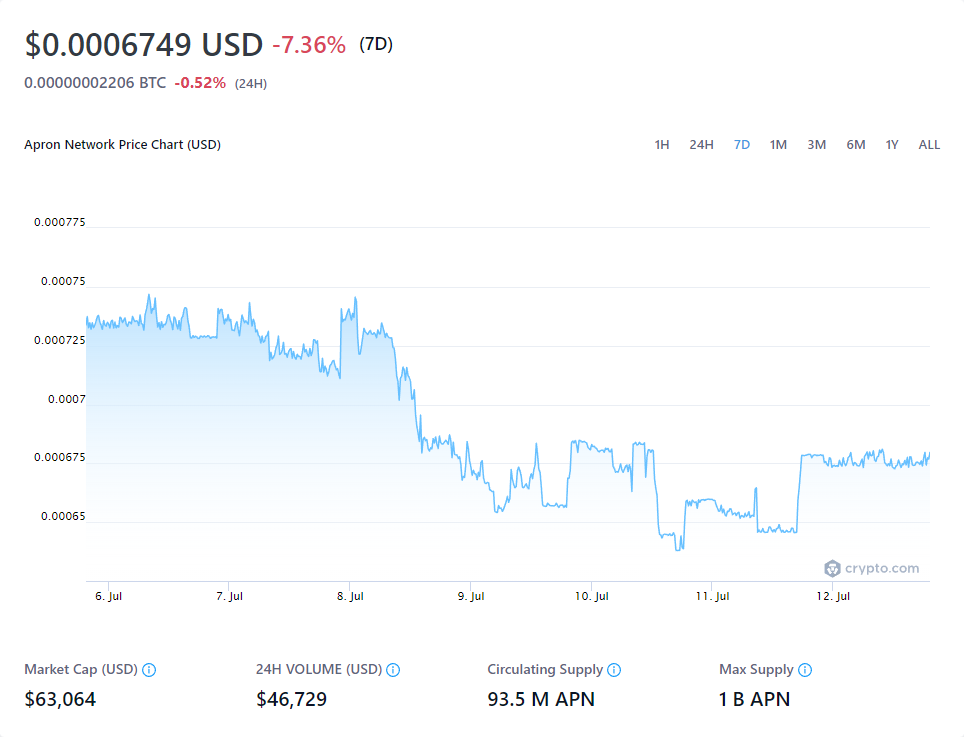 $0.0006749 USD -7.36% (7D)
0.00000002206 BTC -0.52% (24H)
Apron Network Price Chart (USD) 1H 24H 7D 1M 3M 6M 1Y ALL
0.000775
0.00075
0.000725
0.0007
0.000675
0.00065
crypto.com
6. Jul 7. Jul 8. Jul 9. Jul 10. Jul 11. Jul 12. Jul
Market Cap (USD) 24H VOLUME (USD) Circulating Supply Max Supply
$63,064 $46,729 93.5 M APN 1 B APN